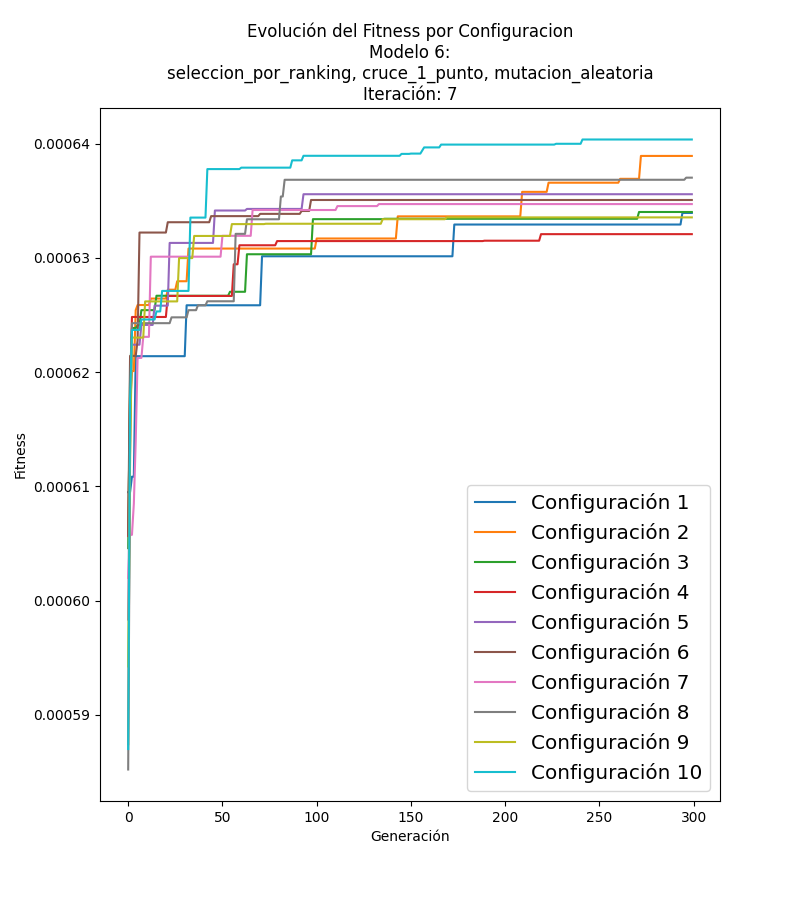 Evolución del Fitness por Configuracion
Modelo 6:
seleccion_por_ranking, cruce_1_punto, mutacion_aleatoria
Iteración: 7
0.00064
0.00063
0.00062
0.00061
0.00060
0.00059
Fitness
Configuración 1
Configuración 2
Configuración 3
Configuración 4
Configuración 5
Configuración 6
Configuración 7
Configuración 8
Configuración 9
Configuración 10
0 50 100 150 200 250 300
Generación